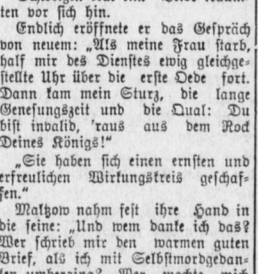 ten vor sich hin.
Endlich eröffnete er das Gespräch
von neuem: „Als meine Frau starb,
half mir des Dienstes ewig gleichge-
stellte Uhr über die erste Oede fort.
Dann kam mein Sturz, die lange
Genesungszeit und die Qual: Du
bist invalid, 'raus aus dem Rock
Deines Königs!“
„Sie haben sich einen ernsten und
erfreulichen Wirkungskreis geschaf-
fen.“
Maltzow nahm fest ihre Hand in
die seine: „Und wem danke ich das?
Wer schrieb mir den warmen guten
Brief, als ich mit Selbstmordgedan-